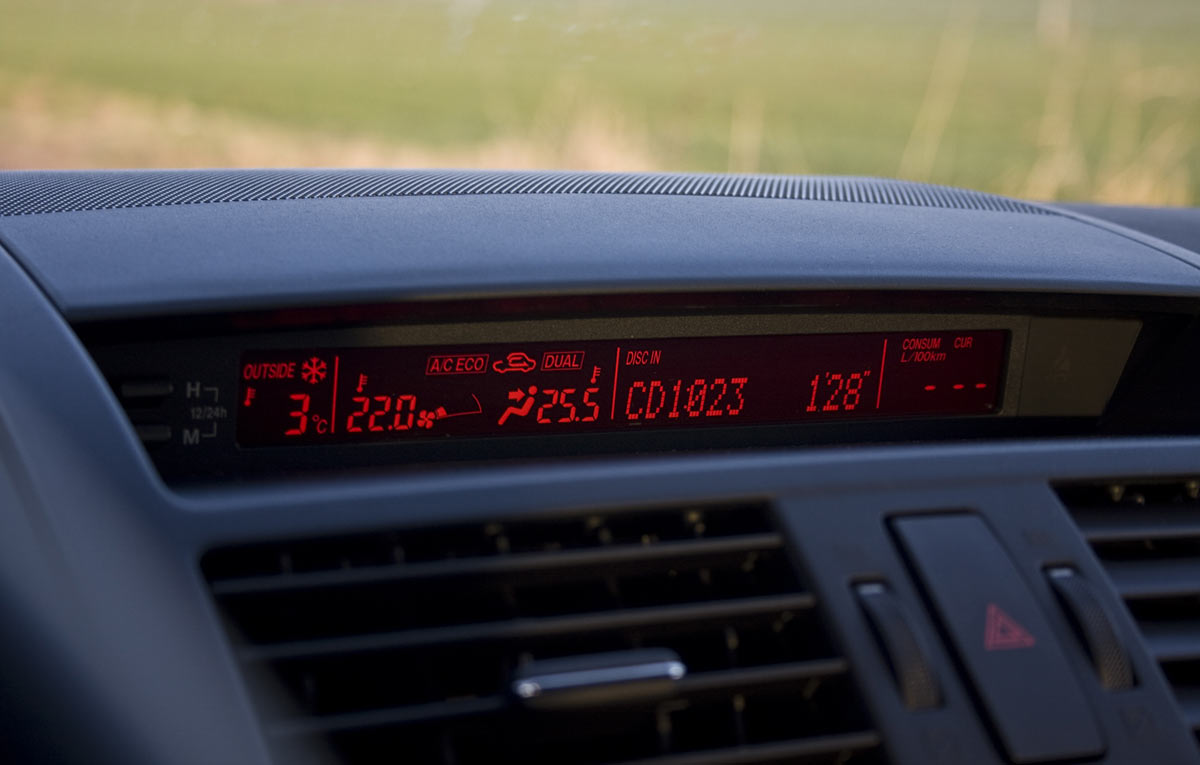 H
12/24h
M
OUTSIDE
3°C
22.0
A/C ECO
DUAL
25.5
DISC IN
CD1023
1'28"
CONSUM CUR
L/100km
- - -